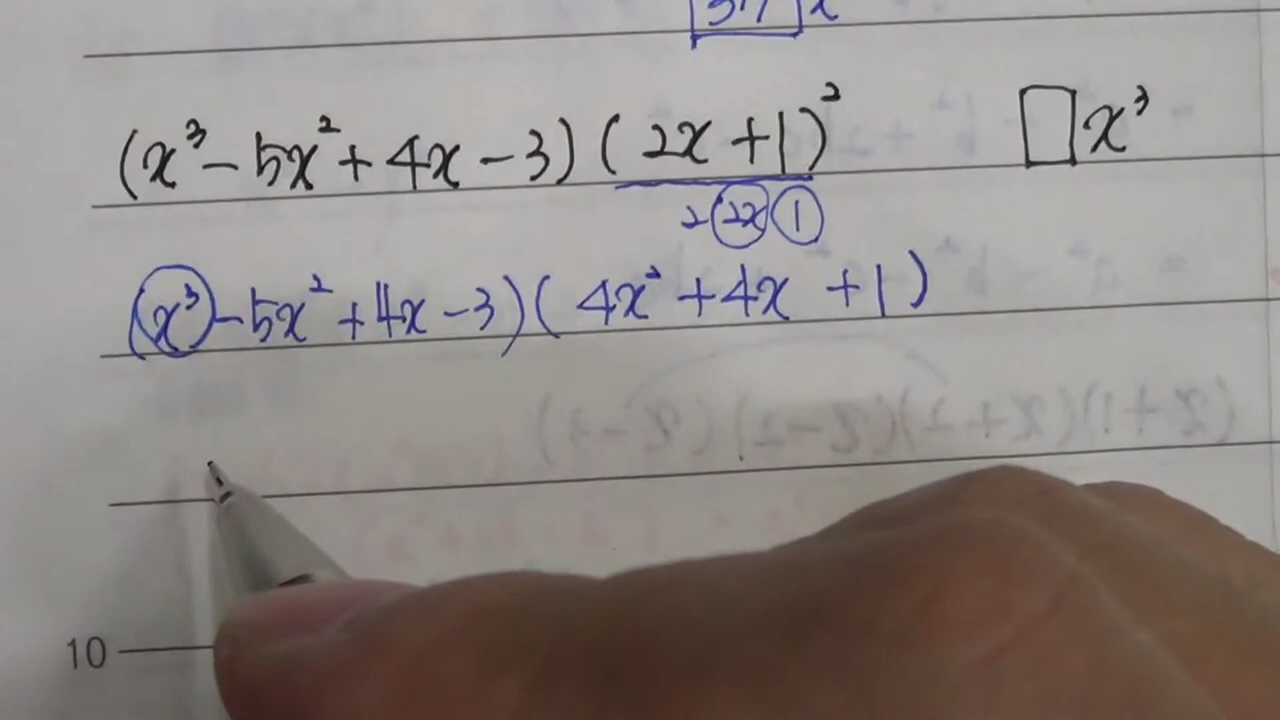 (x³ - 5x² + 4x - 3)(2x + 1)² □x³
2 2x 1
(x³ - 5x² + 4x - 3)(4x² + 4x + 1)
10